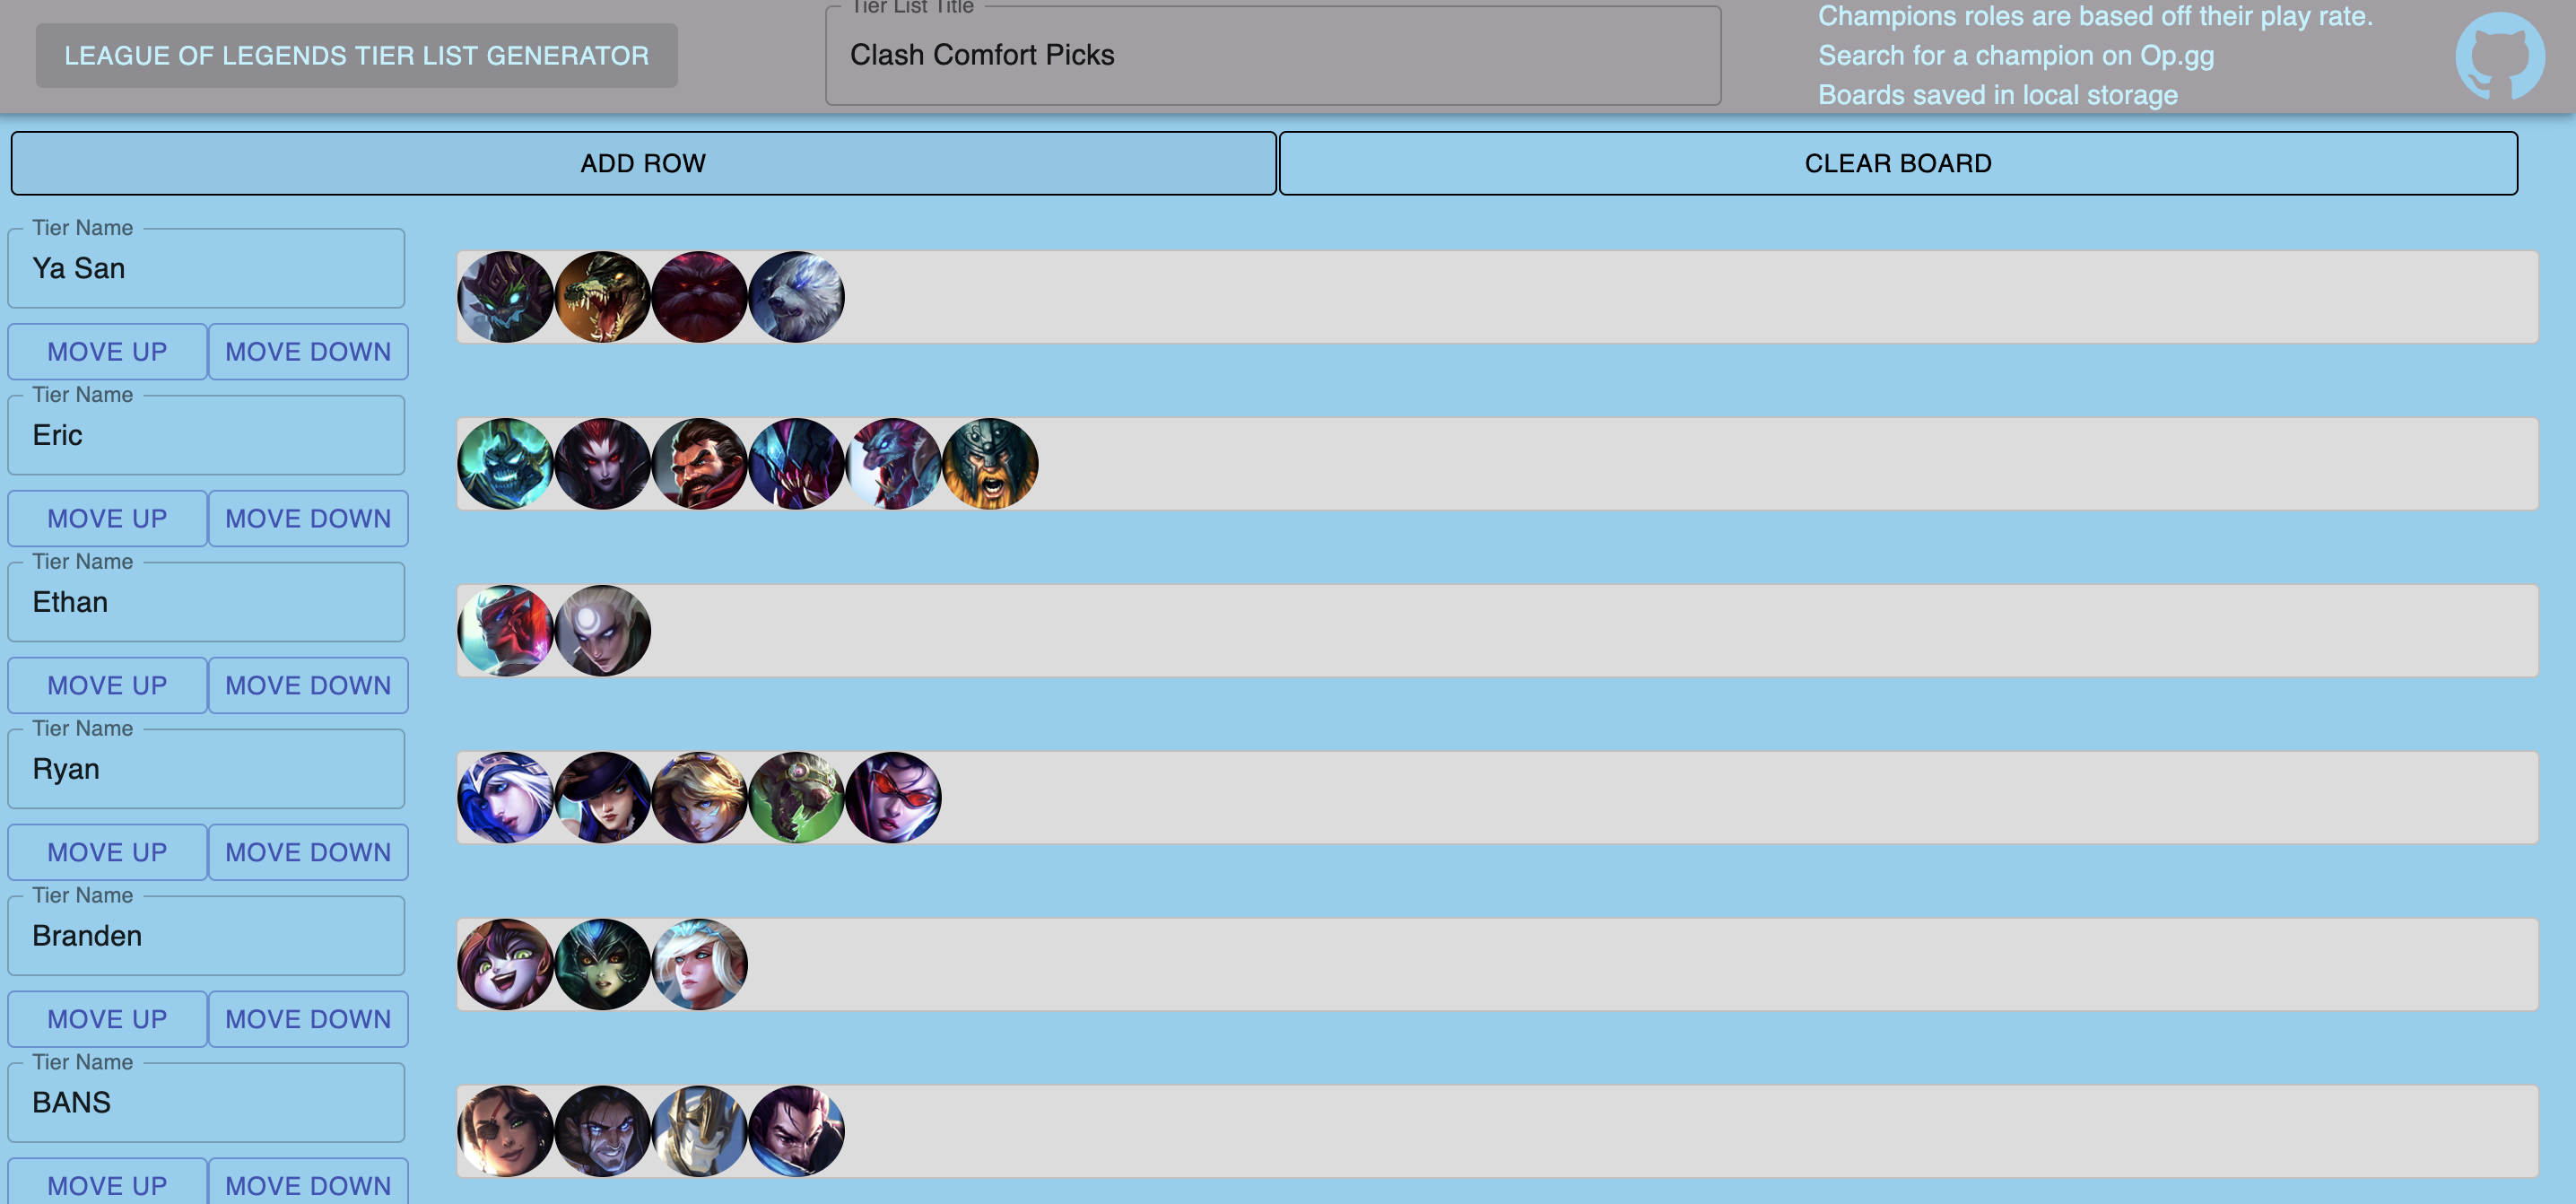 LEAGUE OF LEGENDS TIER LIST GENERATOR
Tier List Title
Clash Comfort Picks
Champions roles are based off their play rate.
Search for a champion on Op.gg
Boards saved in local storage
ADD ROW
CLEAR BOARD
Tier Name
Ya San
MOVE UP
MOVE DOWN
Tier Name
Eric
MOVE UP
MOVE DOWN
Tier Name
Ethan
MOVE UP
MOVE DOWN
Tier Name
Ryan
MOVE UP
MOVE DOWN
Tier Name
Branden
MOVE UP
MOVE DOWN
Tier Name
BANS
MOVE UP
MOVE DOWN